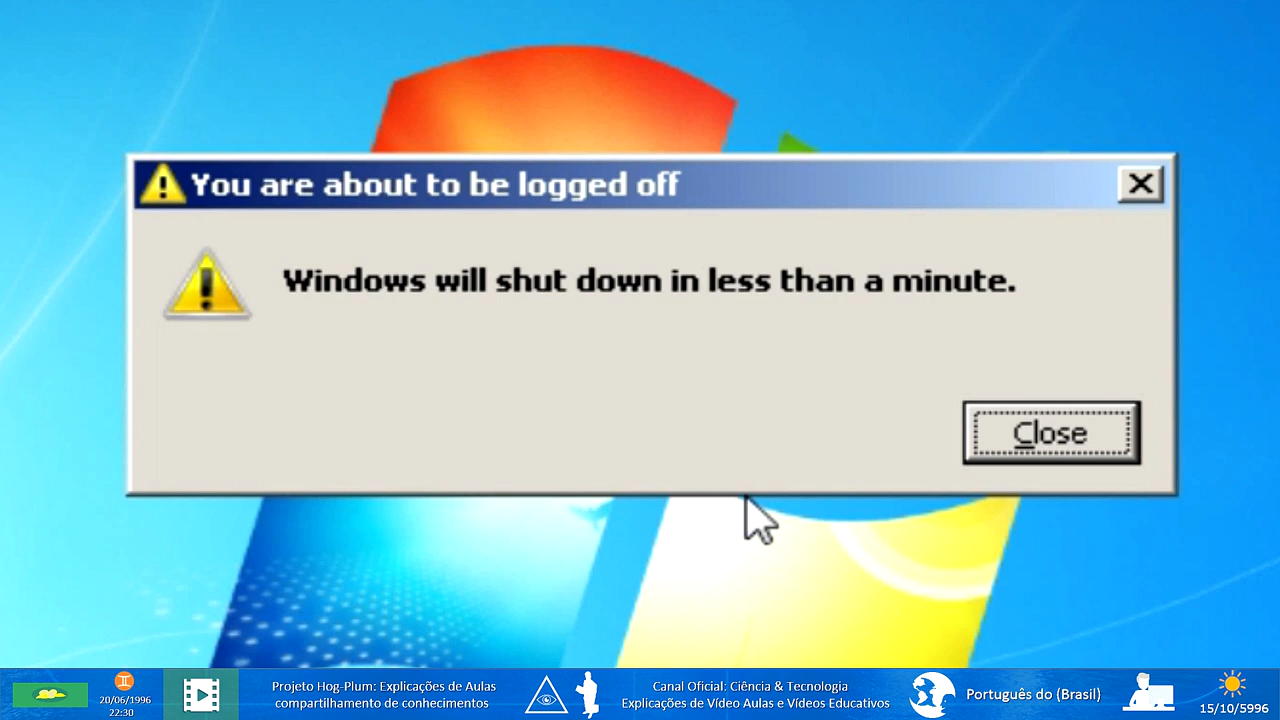 You are about to be logged off
Windows will shut down in less than a minute.
Close
20/06/1996
22:30
Projeto Hog-Plum: Explicações de Aulas
compartilhamento de conhecimentos
Canal Oficial: Ciência & Tecnologia
Explicações de Vídeo Aulas e Vídeos Educativos
Português do (Brasil)
15/10/5996